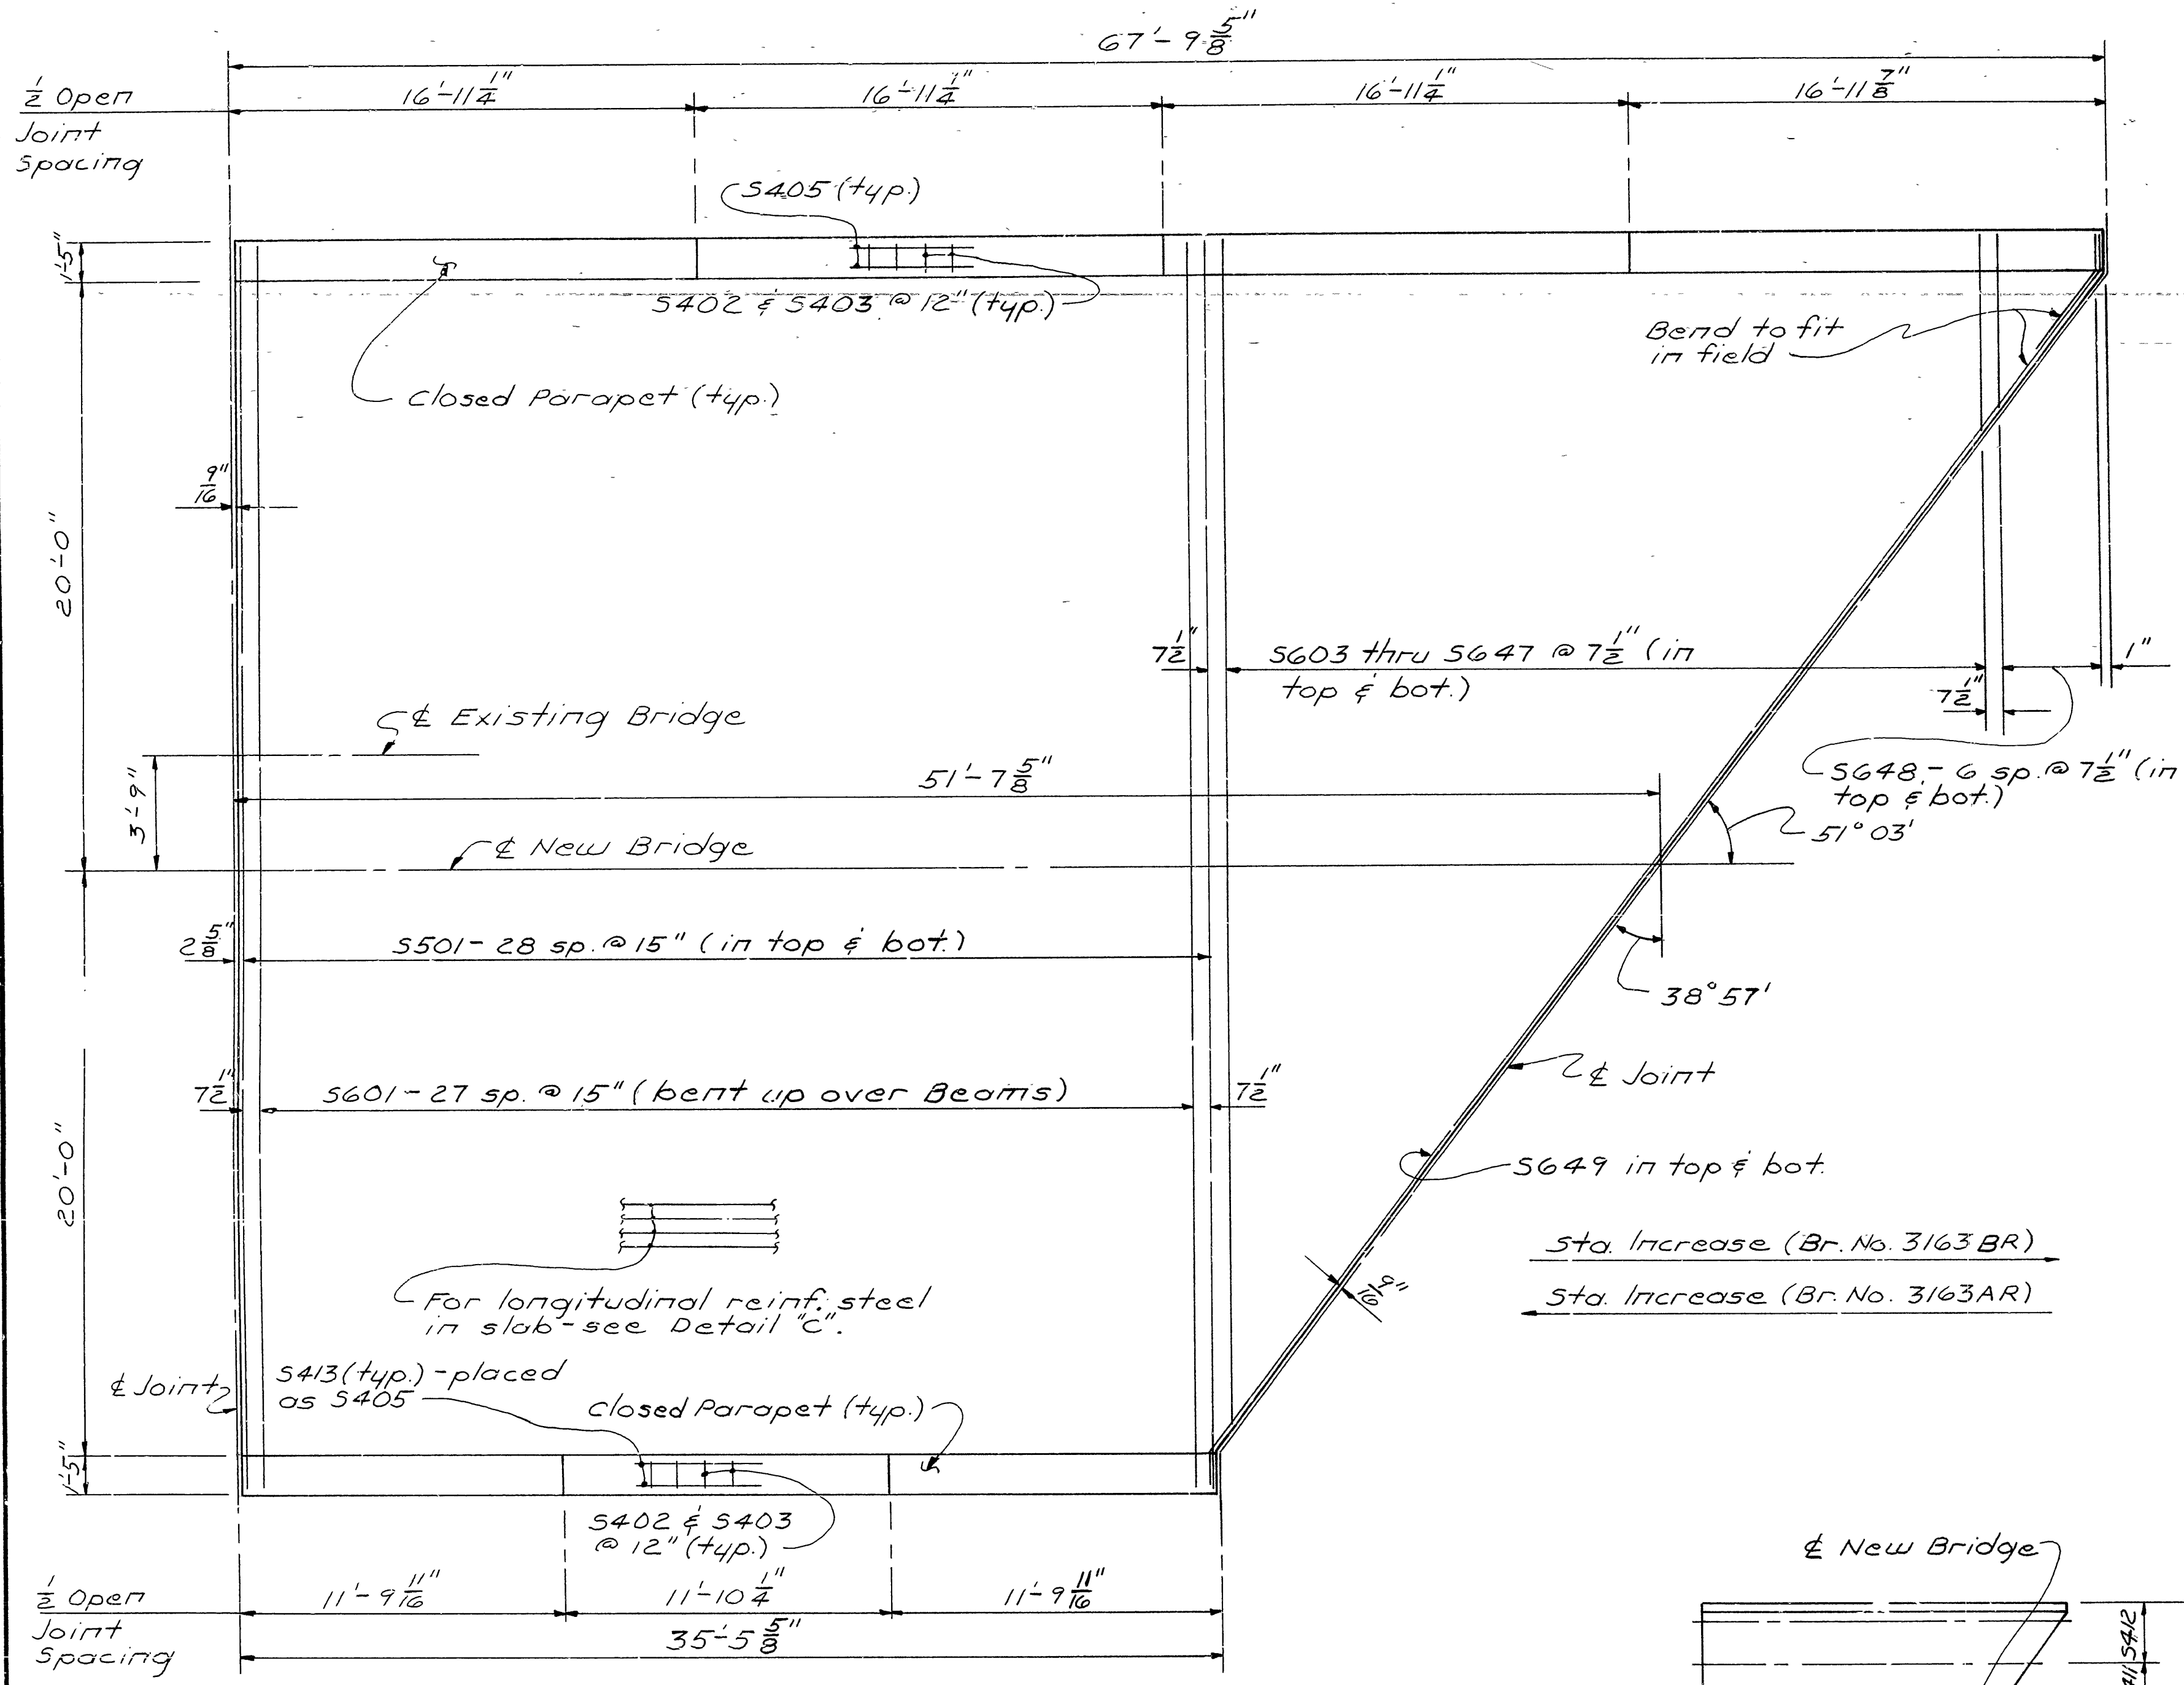 67'-9 5/8"
1/2 Open
Joint
Spacing
16'-11 1/4"
16'-11 1/4"
16'-11 1/4"
16'-11 7/8"
S405 (typ.)
1'-5"
S402 & S403 @ 12" (typ.)
Bend to fit
in field
Closed Parapet (typ.)
9/16"
20'-0"
7 1/2"
S603 thru S647 @ 7 1/2" (in
top & bot.)
1"
7 1/2"
℄ Existing Bridge
3'-9"
51'-7 5/8"
S648 - 6 sp. @ 7 1/2" (in
top & bot.)
51° 03'
℄ New Bridge
2 5/8"
S501 - 28 sp. @ 15" (in top & bot.)
38° 57'
℄ Joint
7 1/2"
S601 - 27 sp. @ 15" (bent up over Beams)
7 1/2"
20'-0"
S649 in top & bot.
Sta. Increase (Br. No. 3163 BR)
9/16"
Sta. Increase (Br. No. 3163AR)
For longitudinal reinf. steel
in slab - see Detail "C".
℄ Joint
S413 (typ.) - placed
as S405
Closed Parapet (typ.)
1'-5"
S402 & S403
@ 12" (typ.)
℄ New Bridge
1/2 Open
Joint
Spacing
11'-9 11/16"
11'-10 1/4"
11'-9 11/16"
35'-5 5/8"
S412